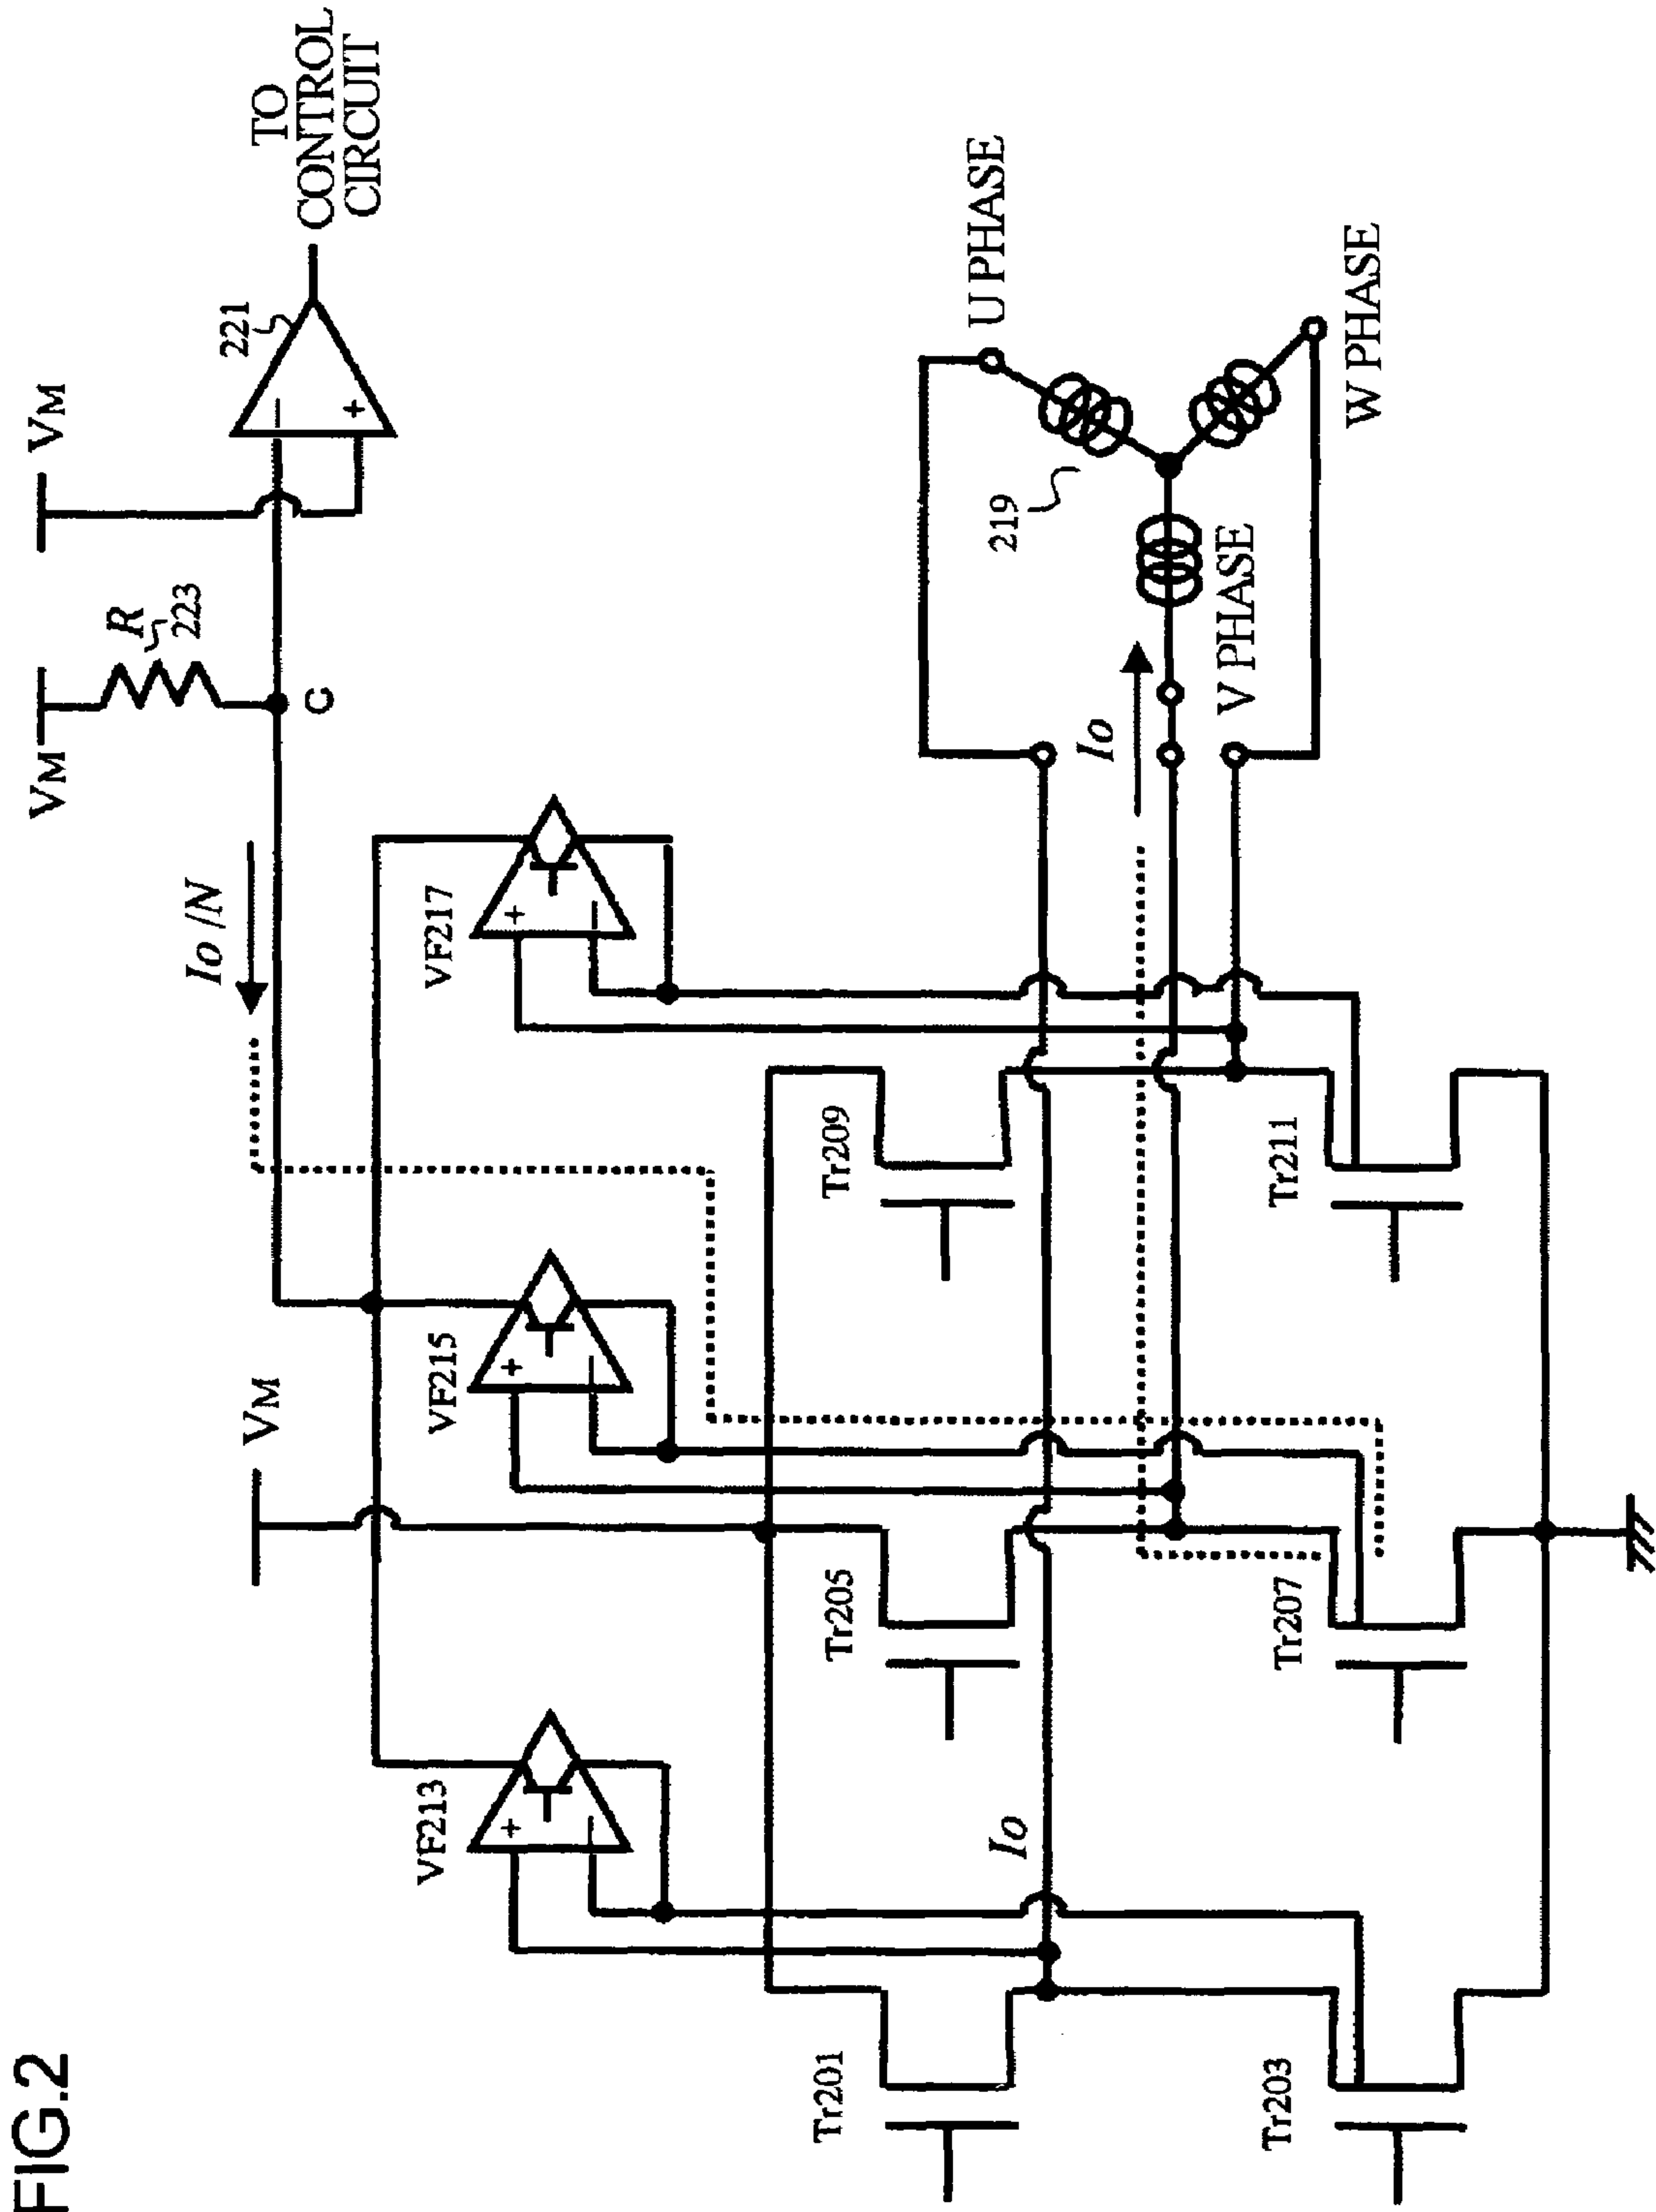 FIG.2
VM
VM
VM
R
223
221
TO
CONTROL
CIRCUIT
Io /N
C
VF213
+
−
VF215
+
−
VF217
+
−
−
+
Tr201
Tr205
Tr209
Io
Io
219
U PHASE
V PHASE
W PHASE
Tr203
Tr207
Tr211